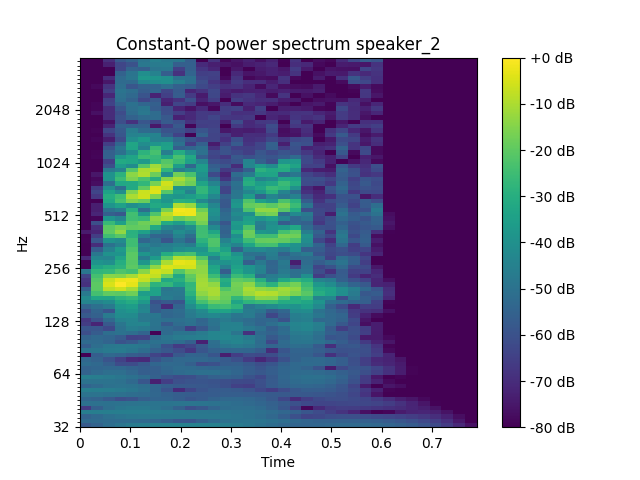 Constant-Q power spectrum speaker_2
Hz
2048
1024
512
256
128
64
32
0
0.1
0.2
0.3
0.4
0.5
0.6
0.7
Time
+0 dB
-10 dB
-20 dB
-30 dB
-40 dB
-50 dB
-60 dB
-70 dB
-80 dB